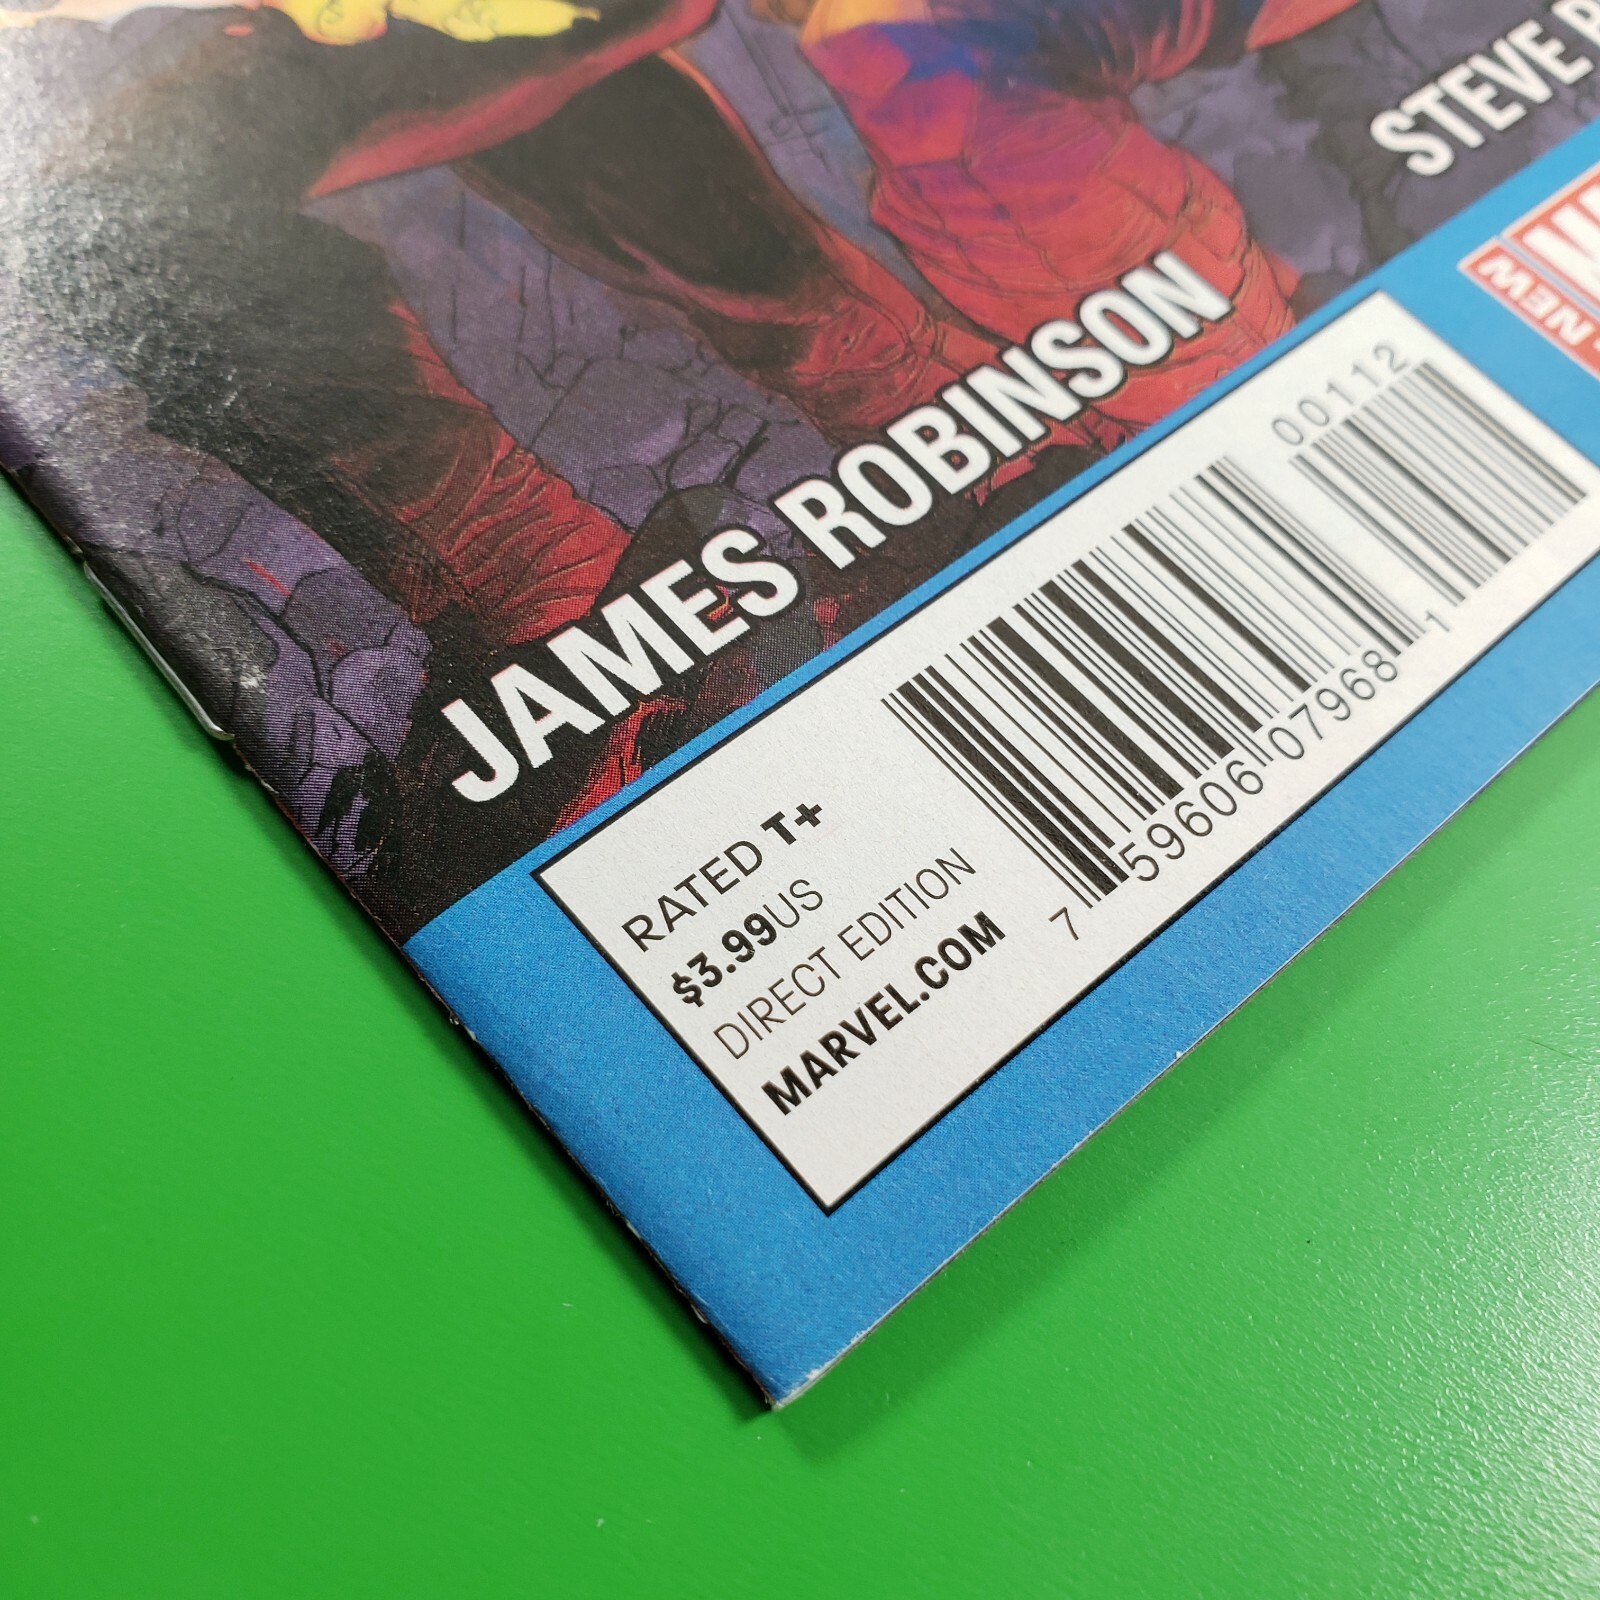 STEVE
JAMES ROBINSON
NEW
RATED T+
$3.99US
DIRECT EDITION
MARVEL.COM
00112
7 59606 07968 1